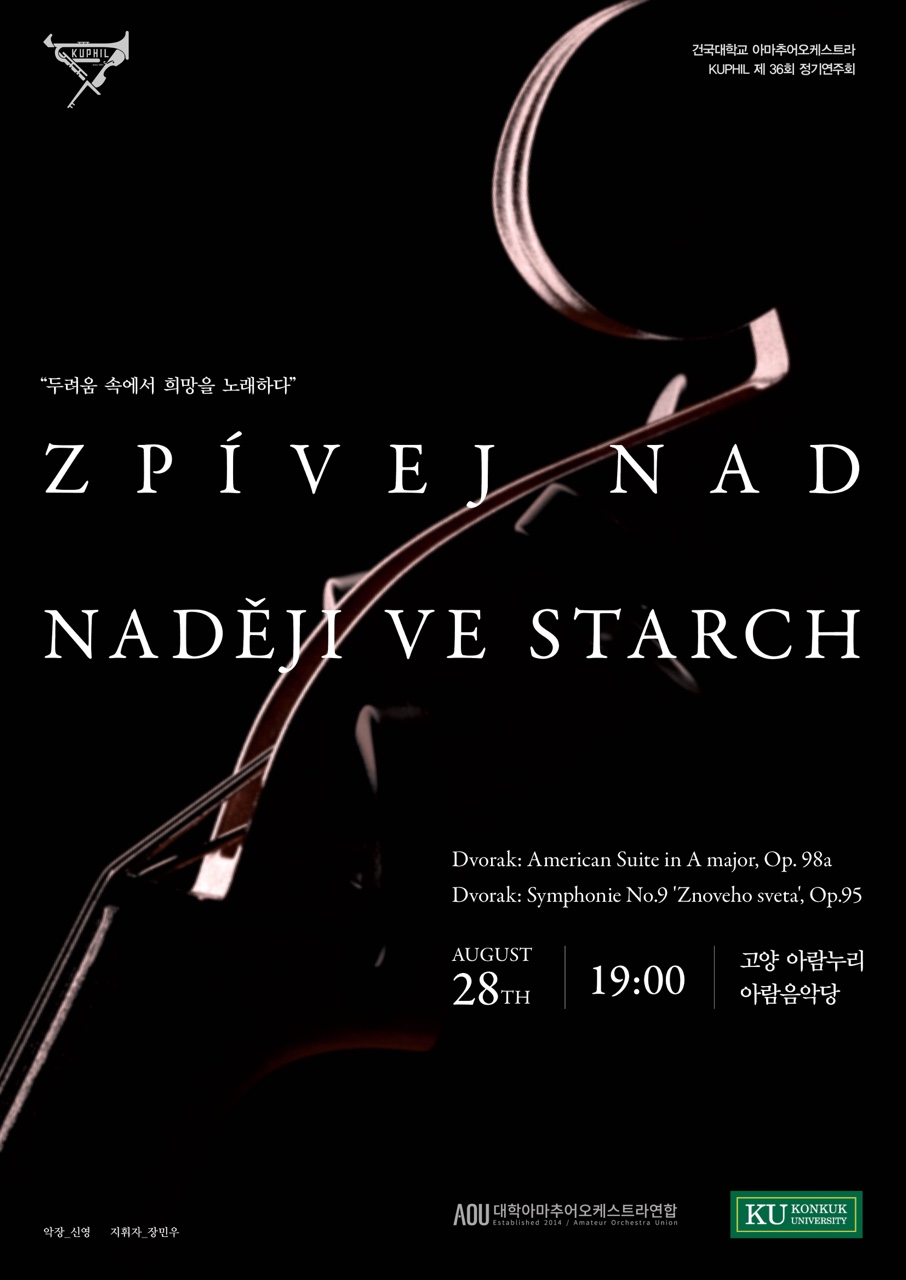 KUPHIL
건국대학교 아마추어오케스트라
KUPHIL 제 36회 정기연주회
“두려움 속에서 희망을 노래하다”
ZPÍVEJ NAD
NADĚJI VE STARCH
Dvorak: American Suite in A major, Op. 98a
Dvorak: Symphonie No.9 'Znoveho sveta', Op.95
AUGUST
28TH
19:00
고양 아람누리
아람음악당
악장_신영 지휘자_장민우
AOU 대학아마추어오케스트라연합
Established 2014 / Amateur Orchestra Union
KU KONKUK
UNIVERSITY